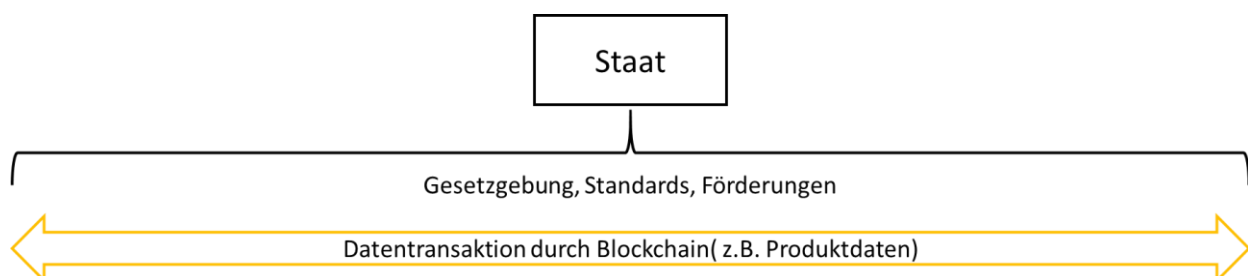 Staat
Gesetzgebung, Standards, Förderungen
Datentransaktion durch Blockchain( z.B. Produktdaten)